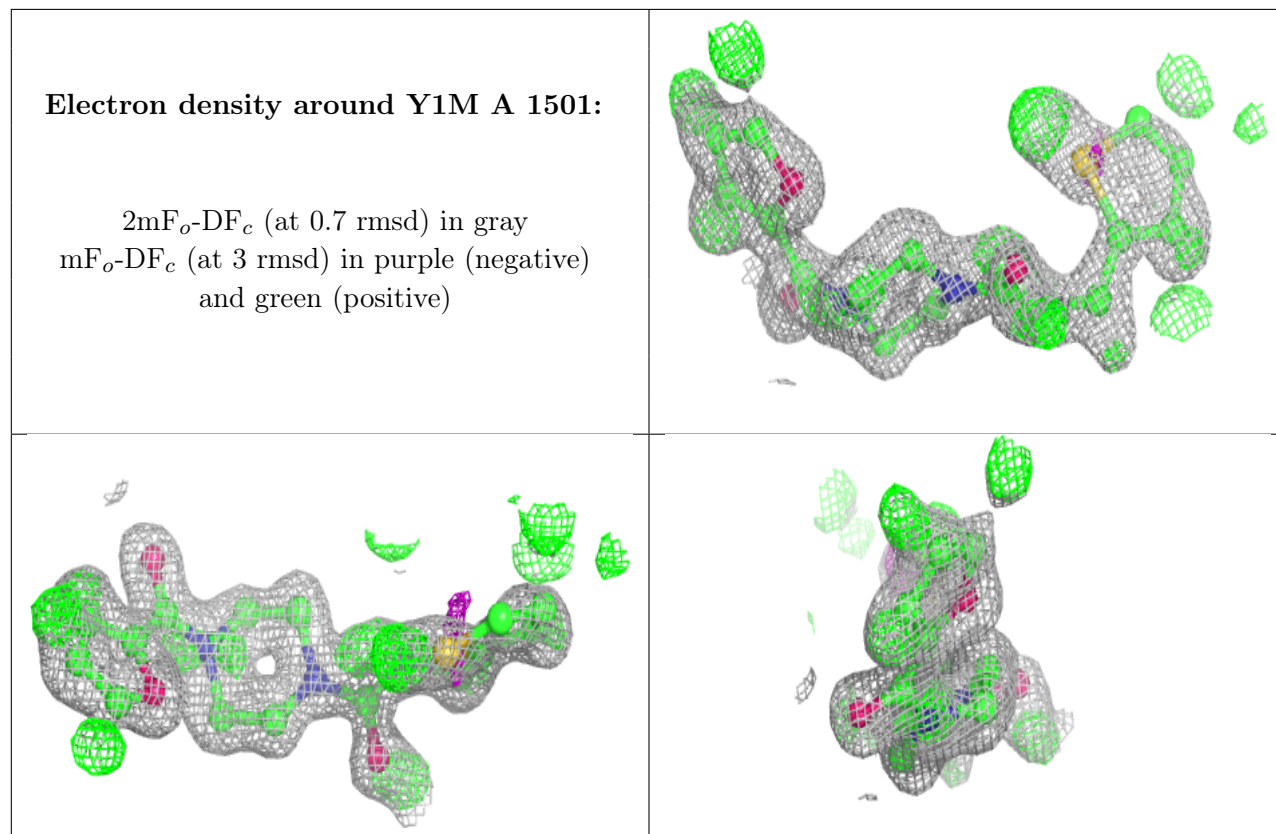 Electron density around Y1M A 1501:
2mFo-DFc (at 0.7 rmsd) in gray
mFo-DFc (at 3 rmsd) in purple (negative)
and green (positive)